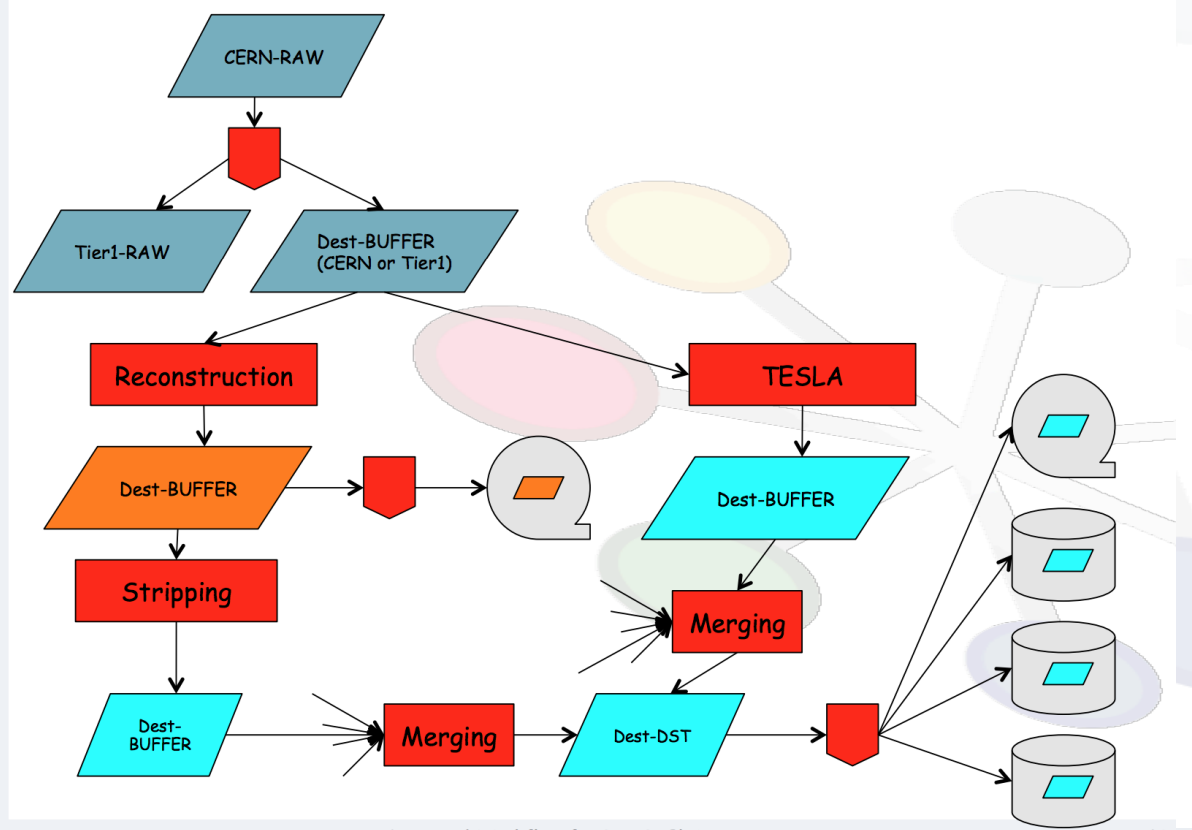 CERN-RAW
Tier1-RAW
Dest-BUFFER
(CERN or Tier1)
Reconstruction
TESLA
Dest-BUFFER
Dest-BUFFER
Stripping
Merging
Dest-
BUFFER
Merging
Dest-DST